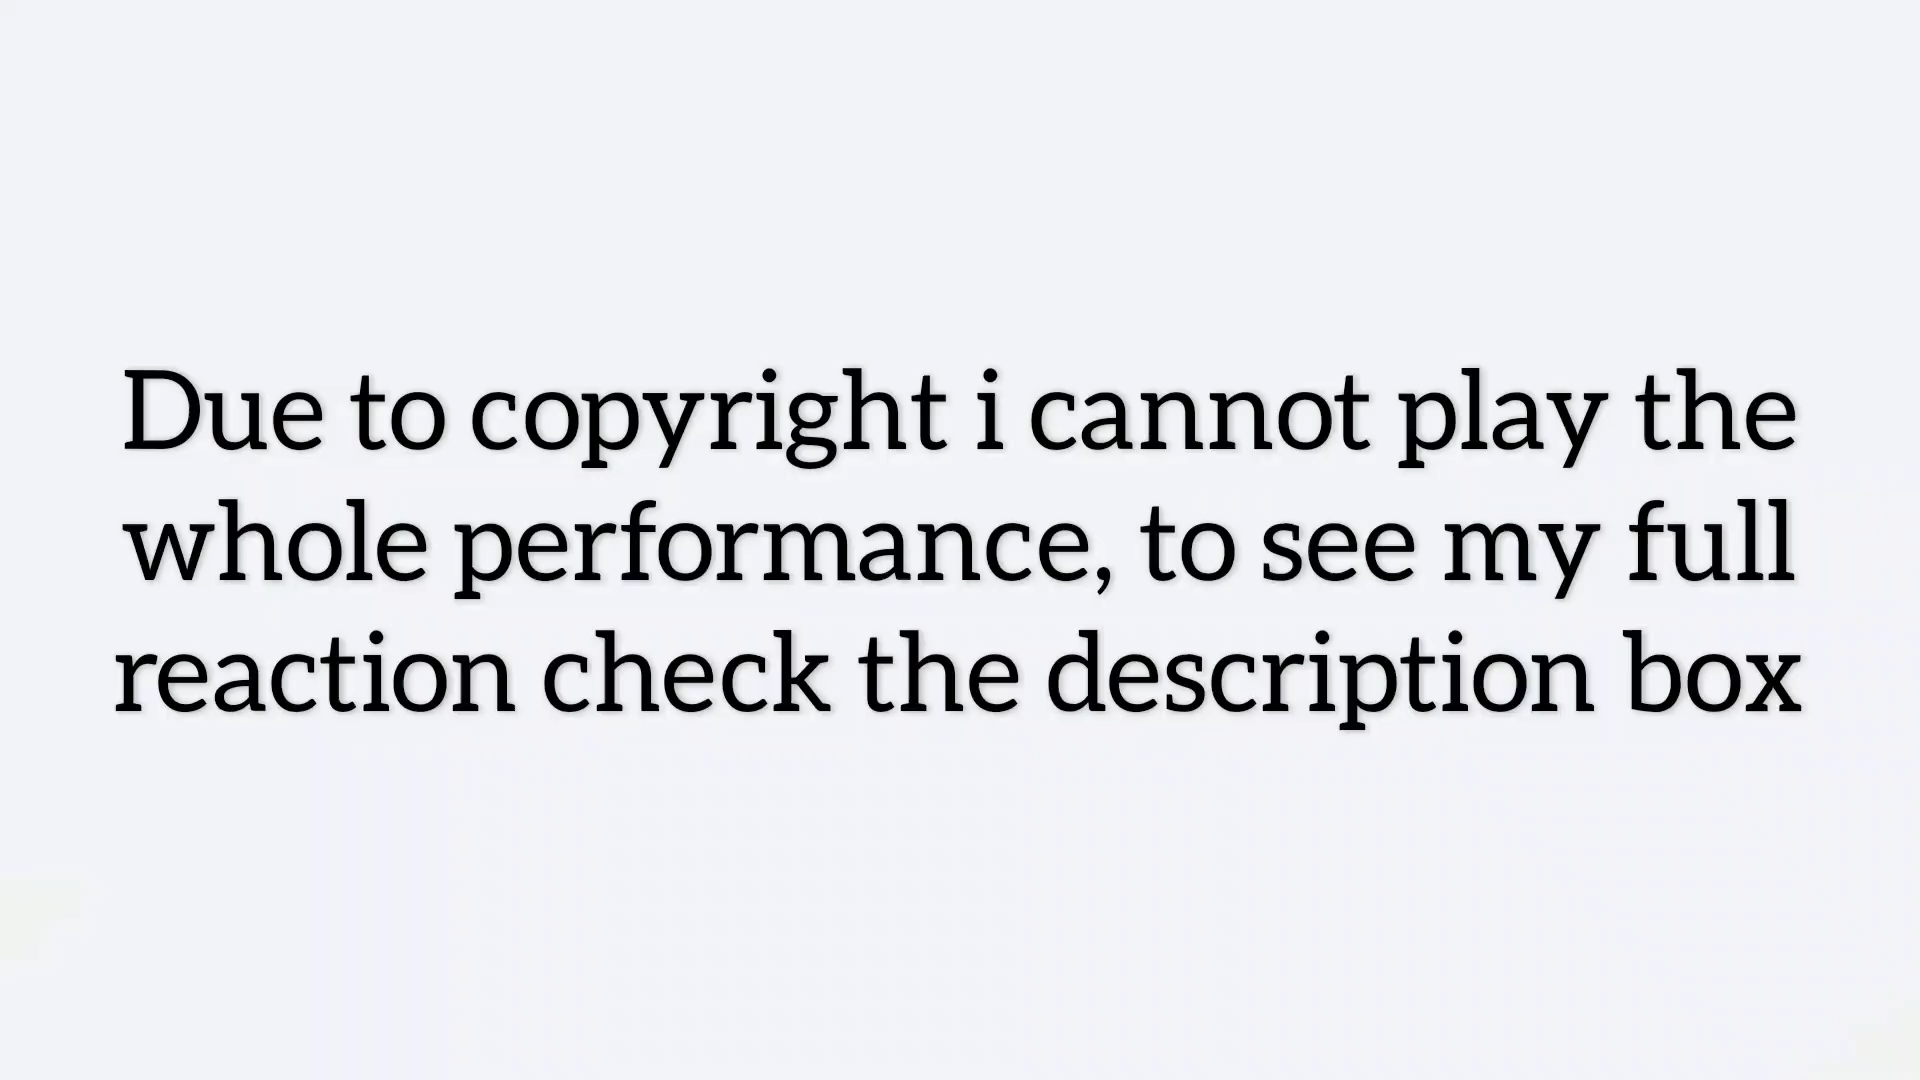 Due to copyright i cannot play the
whole performance, to see my full
reaction check the description box